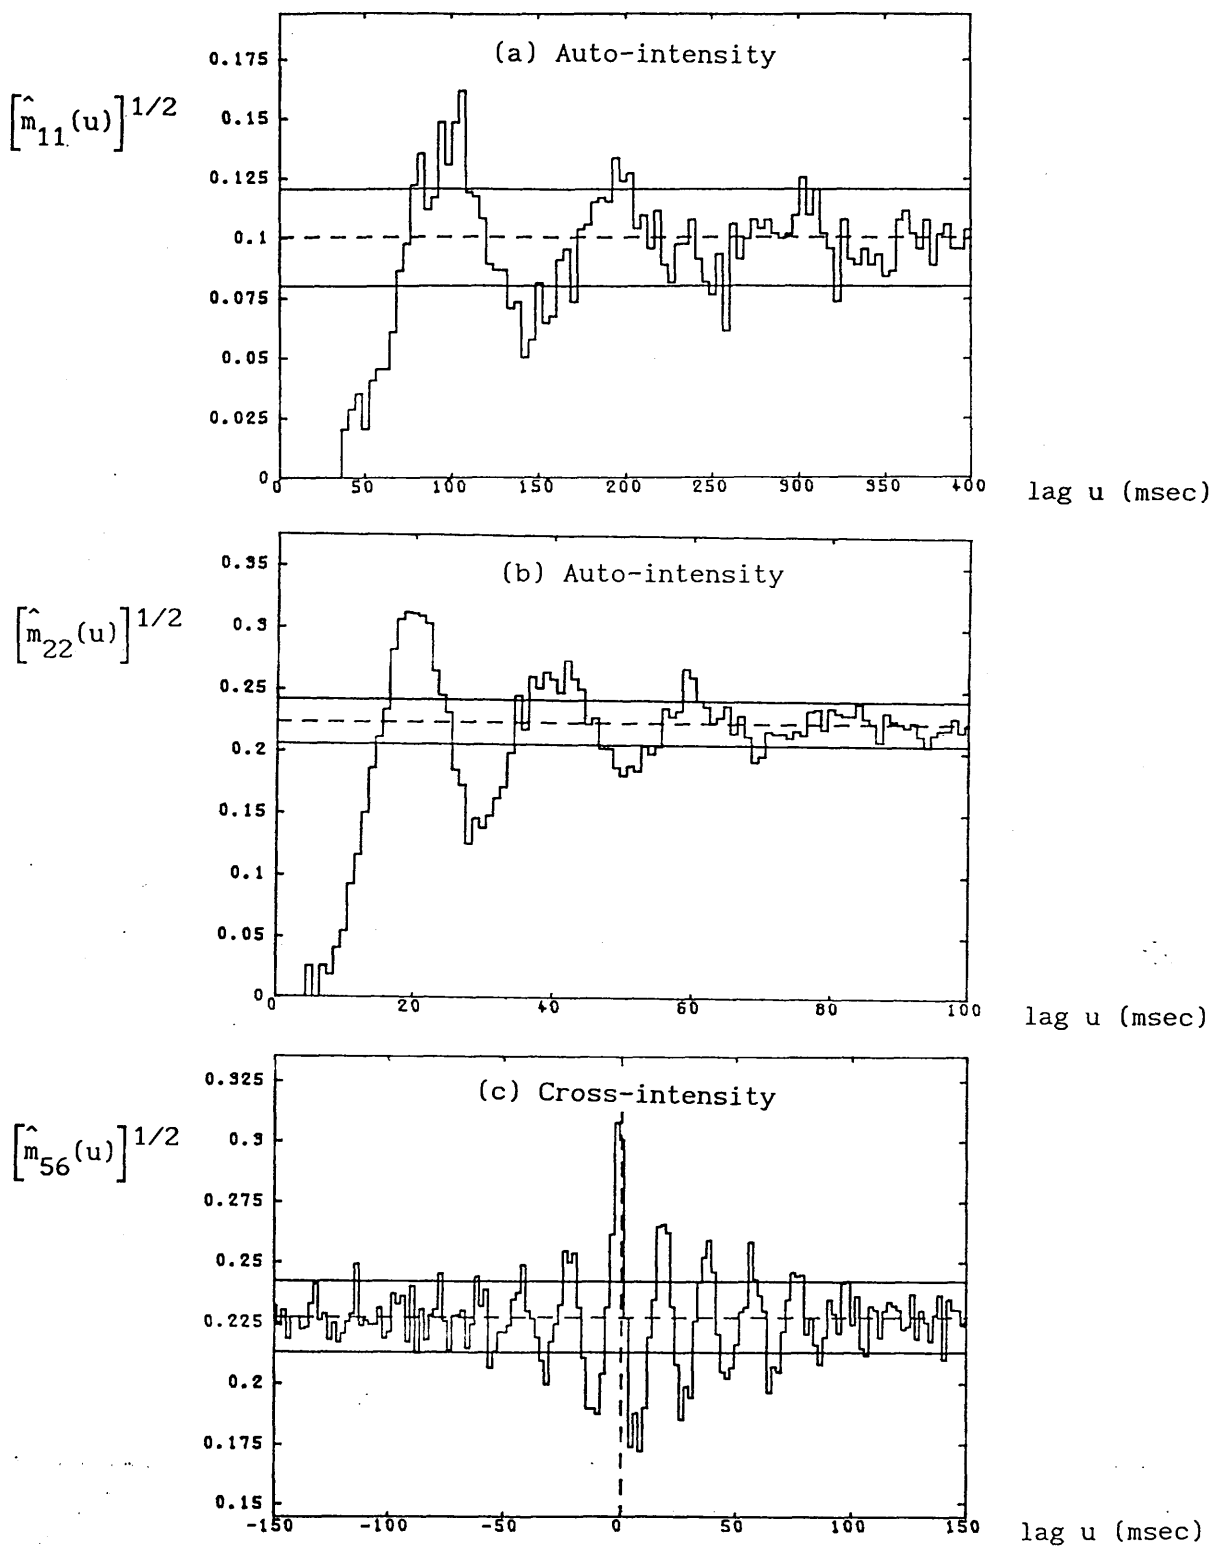 (a) Auto-intensity
[m̂11(u)]1/2
0.175
0.15
0.125
0.1
0.075
0.05
0.025
0
0 50 100 150 200 250 300 350 400
lag u (msec)
(b) Auto-intensity
[m̂22(u)]1/2
0.35
0.3
0.25
0.2
0.15
0.1
0.05
0
0 20 40 60 80 100
lag u (msec)
(c) Cross-intensity
[m̂56(u)]1/2
0.325
0.3
0.275
0.25
0.225
0.2
0.175
0.15
-150 -100 -50 0 50 100 150
lag u (msec)